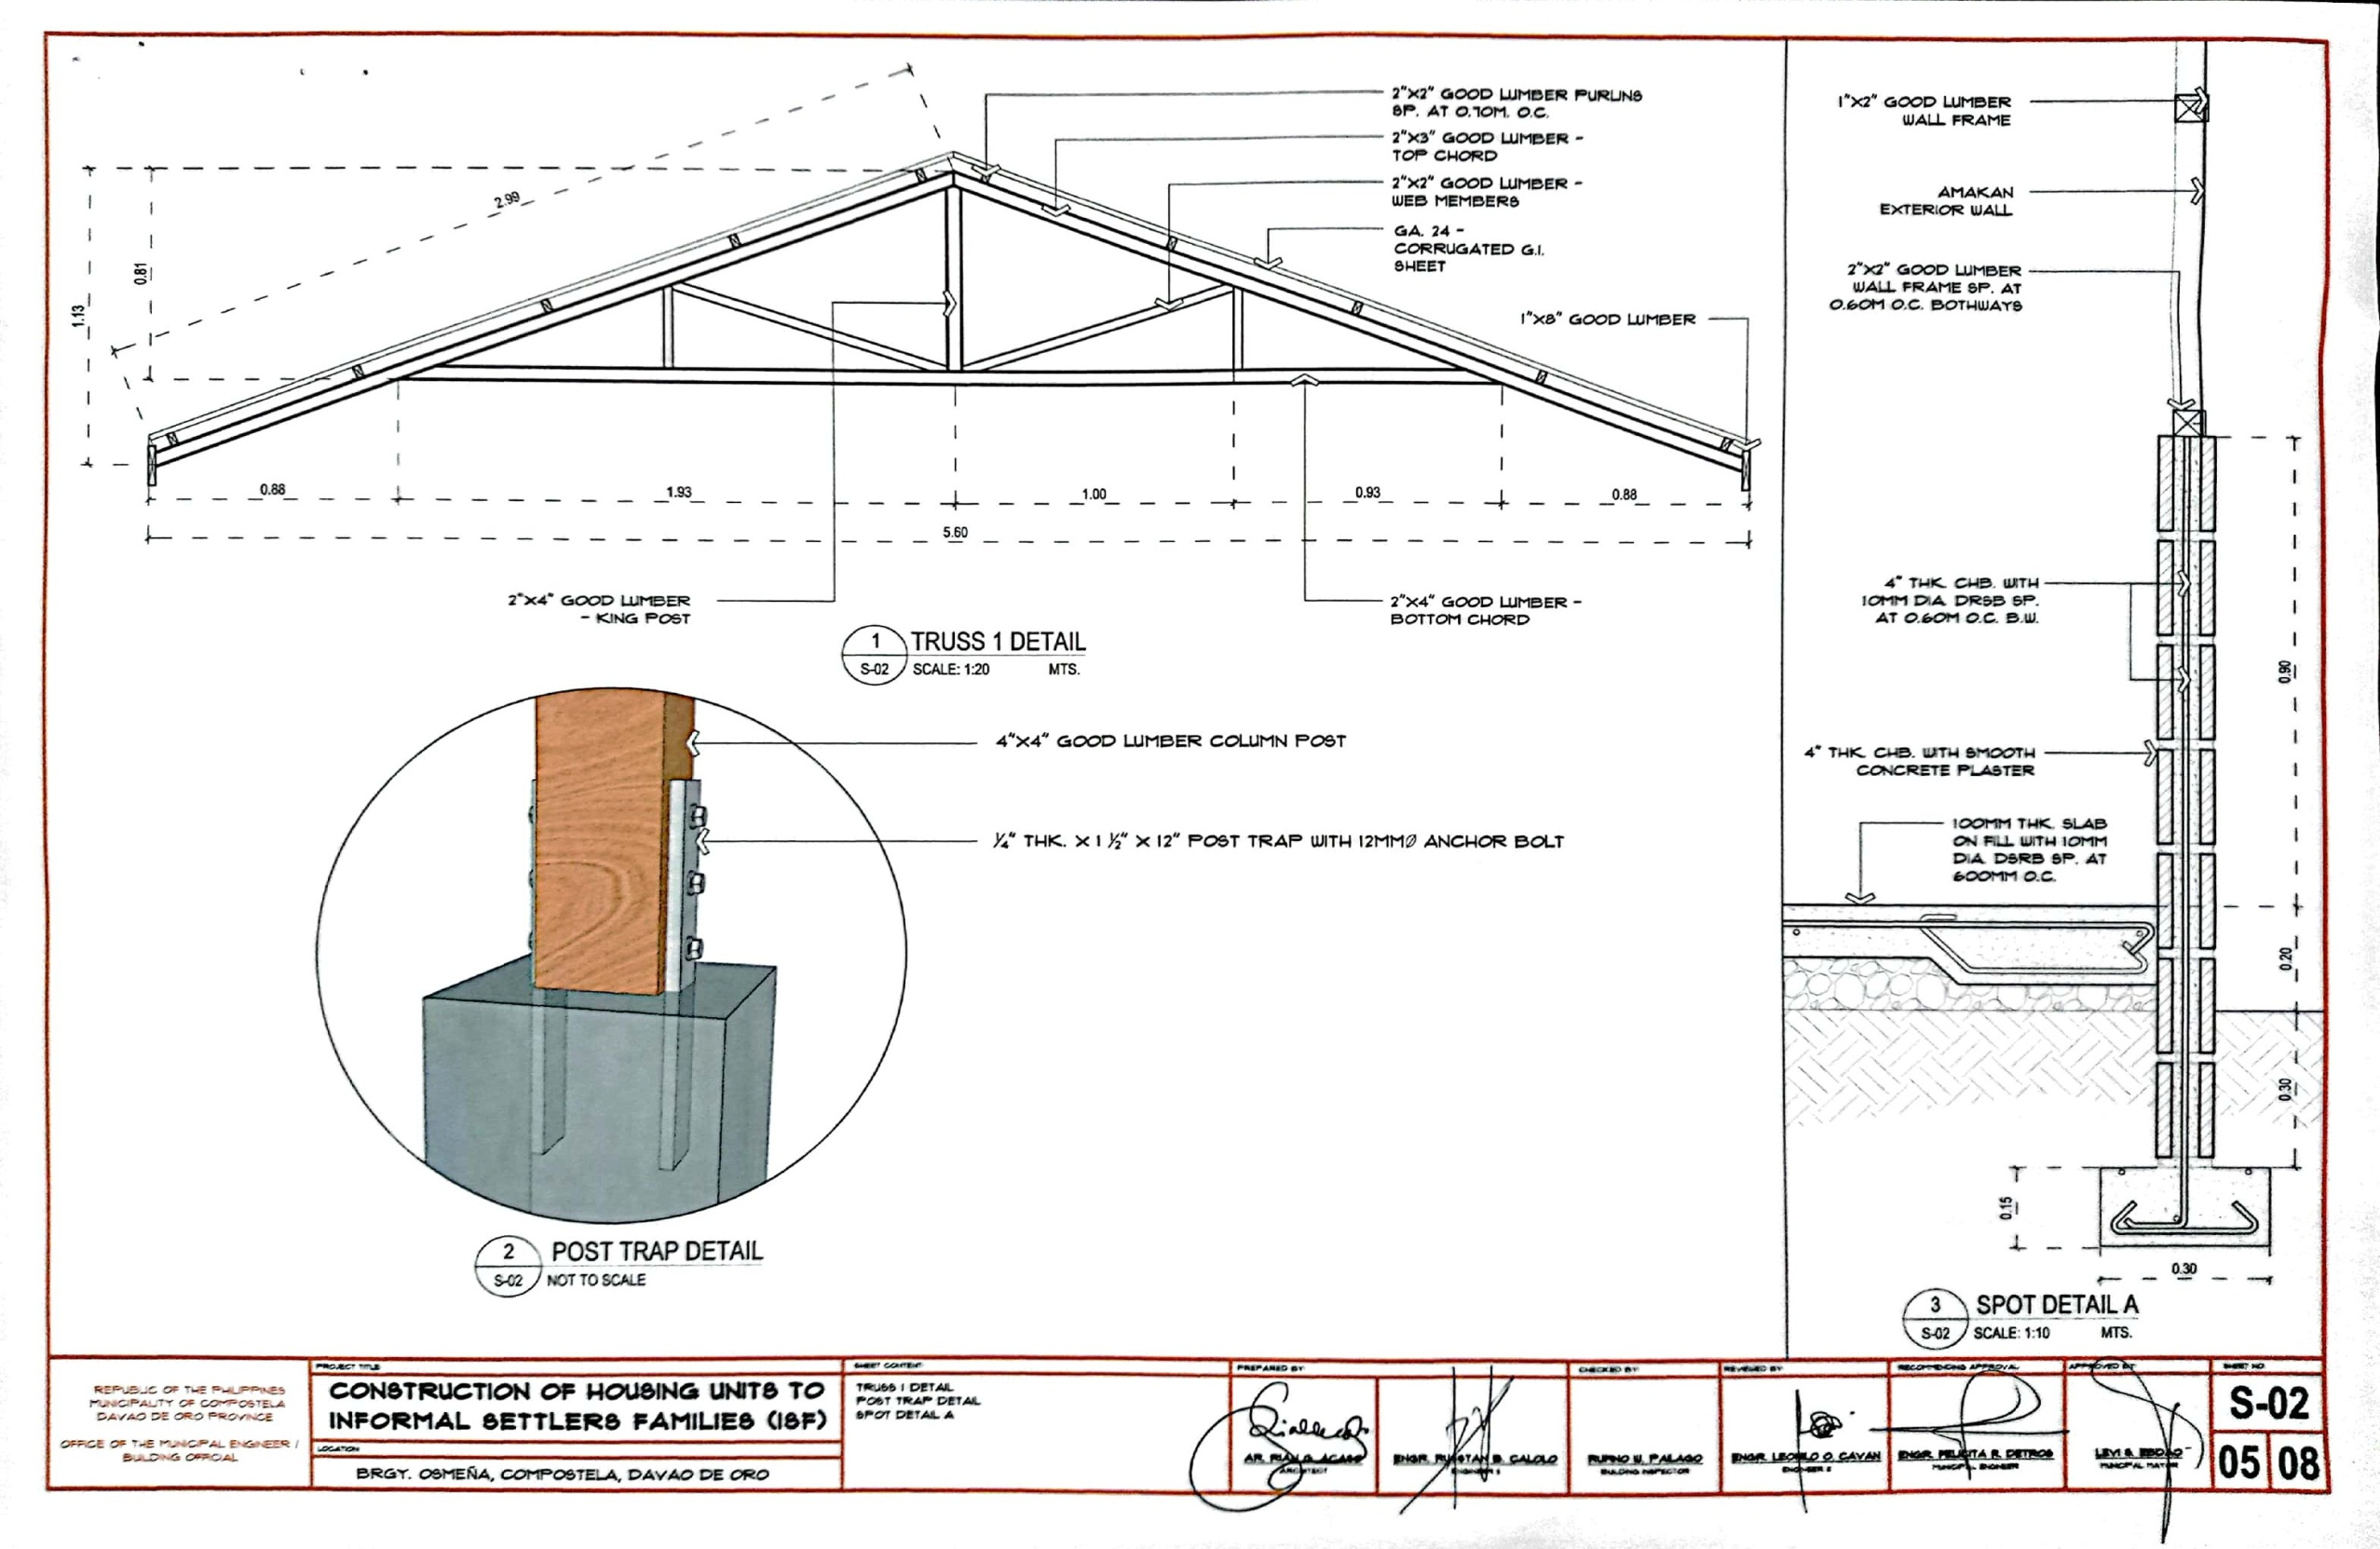 2"X2" GOOD LUMBER PURLINS
SP. AT 0.70M. O.C.
2"X3" GOOD LUMBER -
TOP CHORD
2"X2" GOOD LUMBER -
WEB MEMBERS
GA. 24 -
CORRUGATED G.I.
SHEET
1"X8" GOOD LUMBER
2.99
1.13
0.81
0.88
1.93
1.00
0.93
0.88
5.60
2"X4" GOOD LUMBER
- KING POST
2"X4" GOOD LUMBER -
BOTTOM CHORD
1
S-02
TRUSS 1 DETAIL
SCALE: 1:20 MTS.
4"X4" GOOD LUMBER COLUMN POST
¼" THK. X 1 ½" X 12" POST TRAP WITH 12MMØ ANCHOR BOLT
2
S-02
POST TRAP DETAIL
NOT TO SCALE
1"X2" GOOD LUMBER
WALL FRAME
AMAKAN
EXTERIOR WALL
2"X2" GOOD LUMBER
WALL FRAME SP. AT
0.60M O.C. BOTHWAYS
4" THK. CHB. WITH
10MM DIA. DRSB SP.
AT 0.60M O.C. B.W.
4" THK. CHB. WITH SMOOTH
CONCRETE PLASTER
100MM THK. SLAB
ON FILL WITH 10MM
DIA. DSRB SP. AT
600MM O.C.
0.90
0.20
0.30
0.15
0.30
3
S-02
SPOT DETAIL A
SCALE: 1:10 MTS.
REPUBLIC OF THE PHILIPPINES
MUNICIPALITY OF COMPOSTELA
DAVAO DE ORO PROVINCE
OFFICE OF THE MUNICIPAL ENGINEER /
BUILDING OFFICIAL
PROJECT TITLE
CONSTRUCTION OF HOUSING UNITS TO
INFORMAL SETTLERS FAMILIES (ISF)
LOCATION
BRGY. OSMEÑA, COMPOSTELA, DAVAO DE ORO
SHEET CONTENT:
TRUSS 1 DETAIL
POST TRAP DETAIL
SPOT DETAIL A
PREPARED BY:
ARCHITECT
CALOLO
CHECKED BY:
RUFINO W. PALAGO
BUILDING INSPECTOR
REVIEWED BY:
O. CAVAN
RECOMMENDING APPROVAL:
ENGR. FELICITA R. DETROS
MUNICIPAL ENGINEER
APPROVED BY:
MUNICIPAL MAYOR
SHEET NO
S-02
05 08